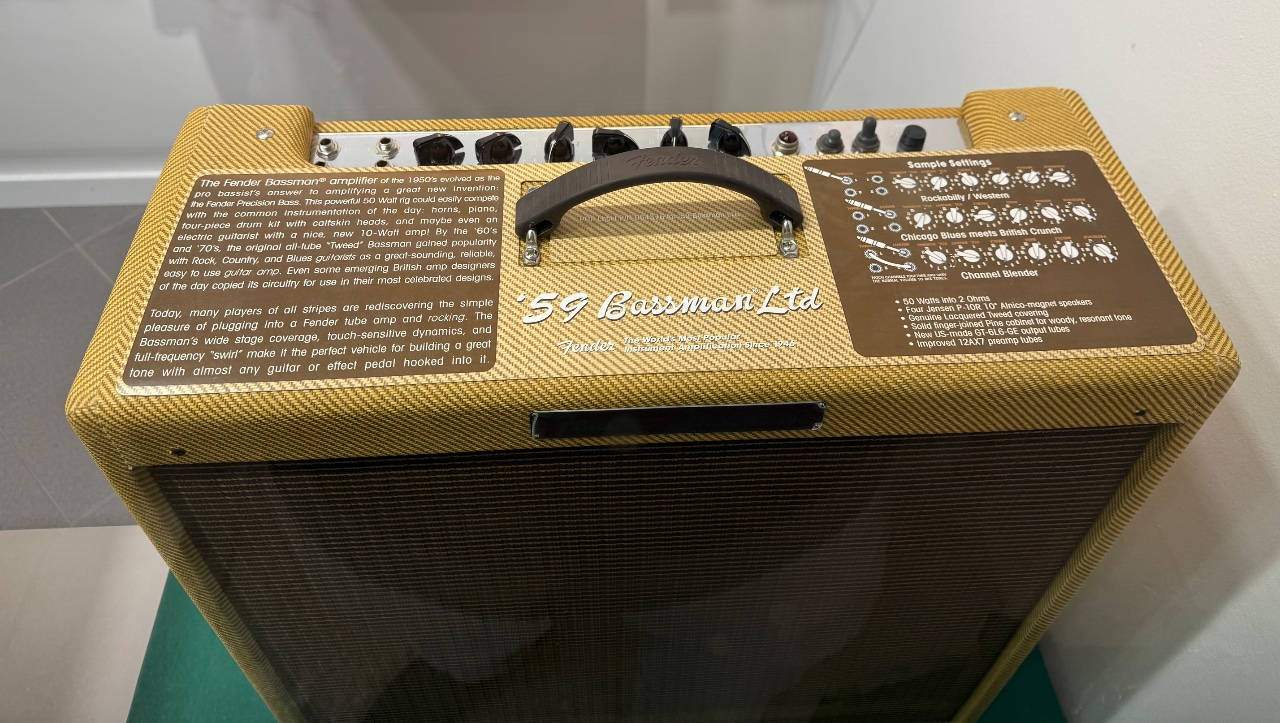 The Fender Bassman® amplifier of the 1950's evolved as the
pro bassist's answer to amplifying a great new invention:
the Fender Precision Bass. This powerful 50 Watt rig could easily compete
with the common instrumentation of the day: horns, piano,
four-piece drum kit with calfskin heads, and maybe even an
electric guitarist with a nice, new 10-Watt amp! By the '60's
and '70's, the original all-tube "Tweed" Bassman gained popularity
with Rock, Country, and Blues guitarists as a great-sounding, reliable,
easy to use guitar amp. Even some emerging British amp designers
of the day copied its circuitry for use in their most celebrated designs.
Today, many players of all stripes are rediscovering the simple
pleasure of plugging into a Fender tube amp and rocking. The
Bassman's wide stage coverage, touch-sensitive dynamics, and
full-frequency "swirl" make it the perfect vehicle for building a great
tone with almost any guitar or effect pedal hooked into it.
Fender
'59 Bassman® Ltd
Fender The World's Most Popular
Instrument Amplification Since 1946
Sample Settings
Rockabilly / Western
Chicago Blues meets British Crunch
Channel Blender
• 50 Watts into 2 Ohms
• Four Jensen P-10R 10" Alnico-magnet speakers
• Genuine Lacquered Tweed covering
• Solid finger-joined Pine cabinet for woody, resonant tone
• New US-made GT-6L6-GE output tubes
• Improved 12AX7 preamp tubes